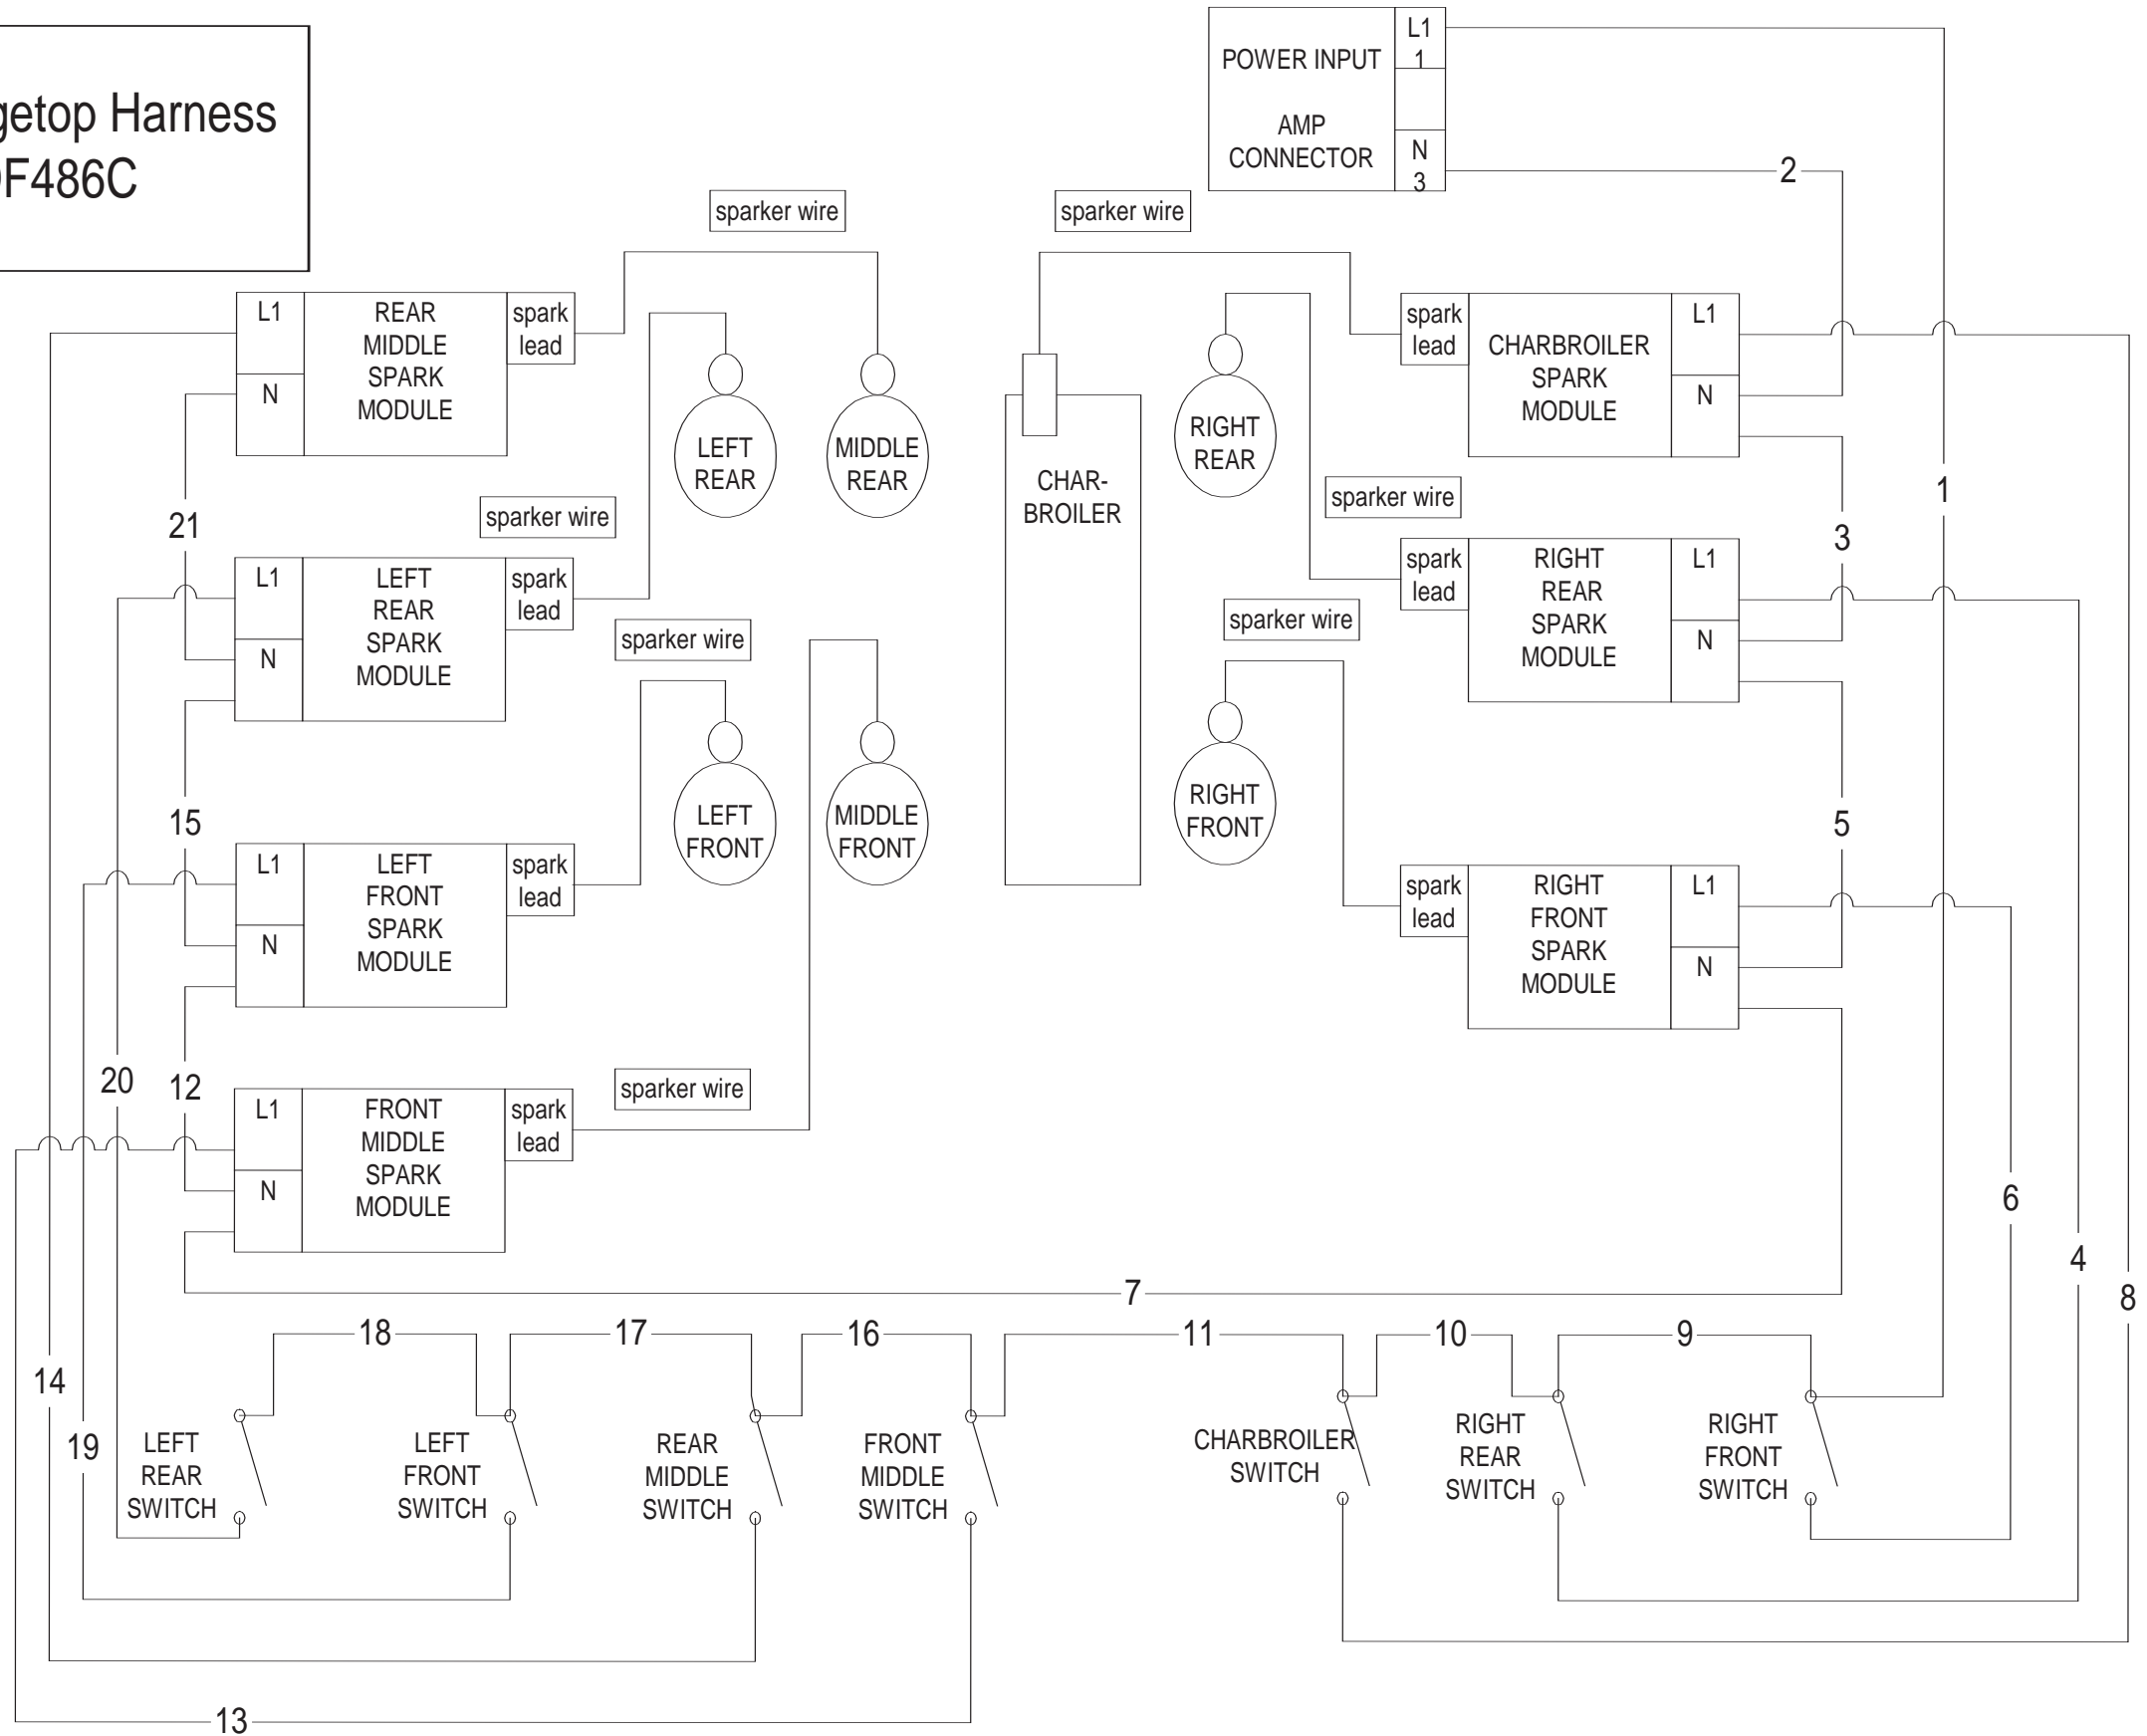 Harness
L1
POWER INPUT
1
AMP
CONNECTOR
N
3
2
sparker wire
sparker wire
L1
REAR
MIDDLE
SPARK
MODULE
spark
lead
N
spark
lead
CHARBROILER
SPARK
MODULE
L1
N
LEFT
REAR
MIDDLE
REAR
RIGHT
REAR
CHAR-
BROILER
1
21
sparker wire
sparker wire
3
L1
LEFT
REAR
SPARK
MODULE
spark
lead
N
spark
lead
RIGHT
REAR
SPARK
MODULE
L1
N
sparker wire
sparker wire
15
LEFT
FRONT
MIDDLE
FRONT
RIGHT
FRONT
5
L1
LEFT
FRONT
SPARK
MODULE
spark
lead
N
spark
lead
RIGHT
FRONT
SPARK
MODULE
L1
N
20
12
sparker wire
L1
FRONT
MIDDLE
SPARK
MODULE
spark
lead
N
6
4
8
7
18
17
16
11
10
9
14
19
LEFT
REAR
SWITCH
LEFT
FRONT
SWITCH
REAR
MIDDLE
SWITCH
FRONT
MIDDLE
SWITCH
CHARBROILER
SWITCH
RIGHT
REAR
SWITCH
RIGHT
FRONT
SWITCH
13